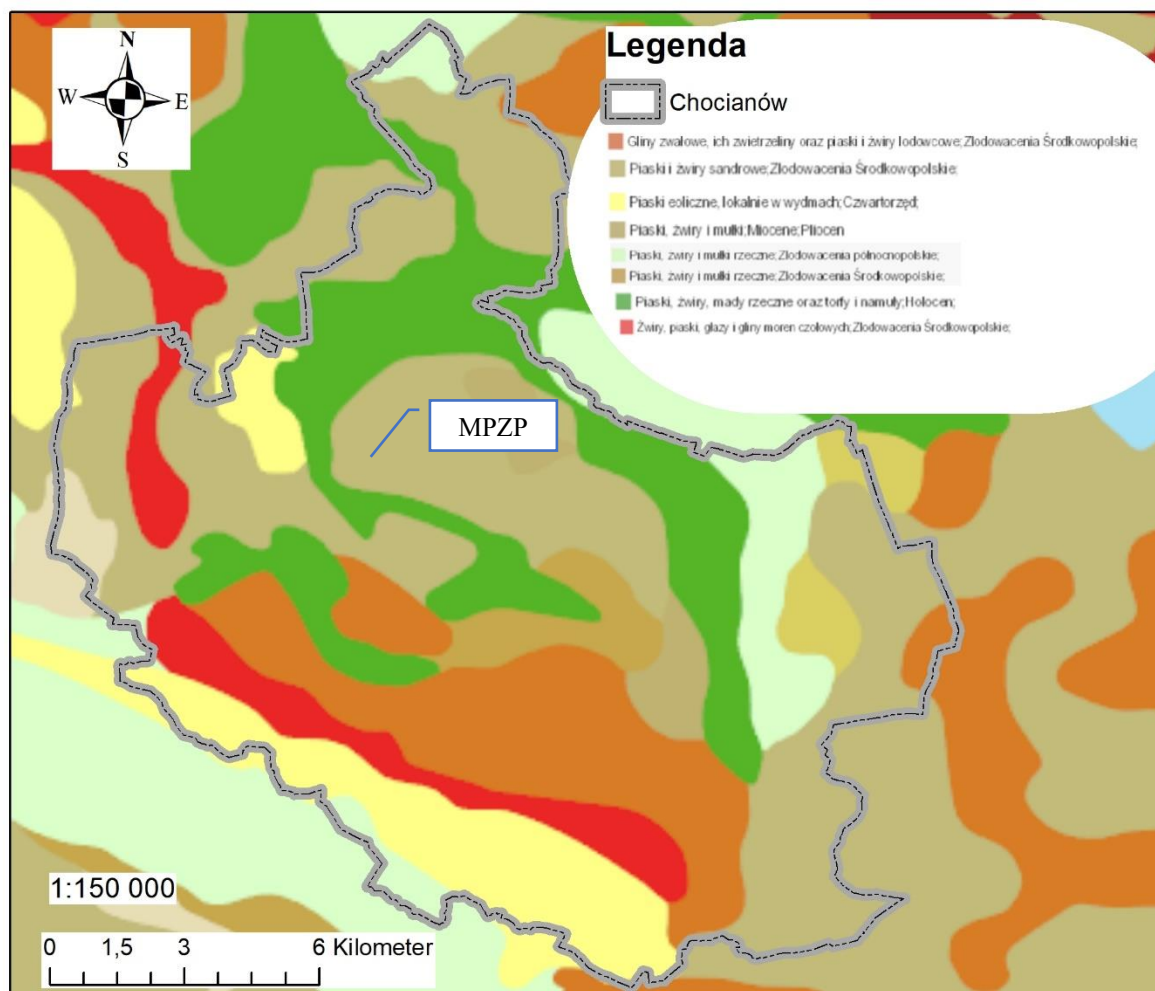 N
W E
S
Legenda
Chocianów
Gliny zwałowe, ich zwietrzeliny oraz piaski i żwiry lodowcowe;Zlodowacenia Środkowopolskie;
Piaski i żwiry sandrowe;Zlodowacenia Środkowopolskie;
Piaski eoliczne, lokalnie w wydmach;Czwartorzęd;
Piaski, żwiry i mułki;Miocene;Pliocen
Piaski, żwiry i mułki rzeczne;Zlodowacenia północnopolskie;
Piaski, żwiry i mułki rzeczne;Zlodowacenia Środkowopolskie;
Piaski, żwiry, mady rzeczne oraz torfy i namuły;Holocen;
Żwiry, piaski, głazy i gliny moren czołowych;Zlodowacenia Środkowopolskie;
MPZP
1:150 000
0 1,5 3 6 Kilometer